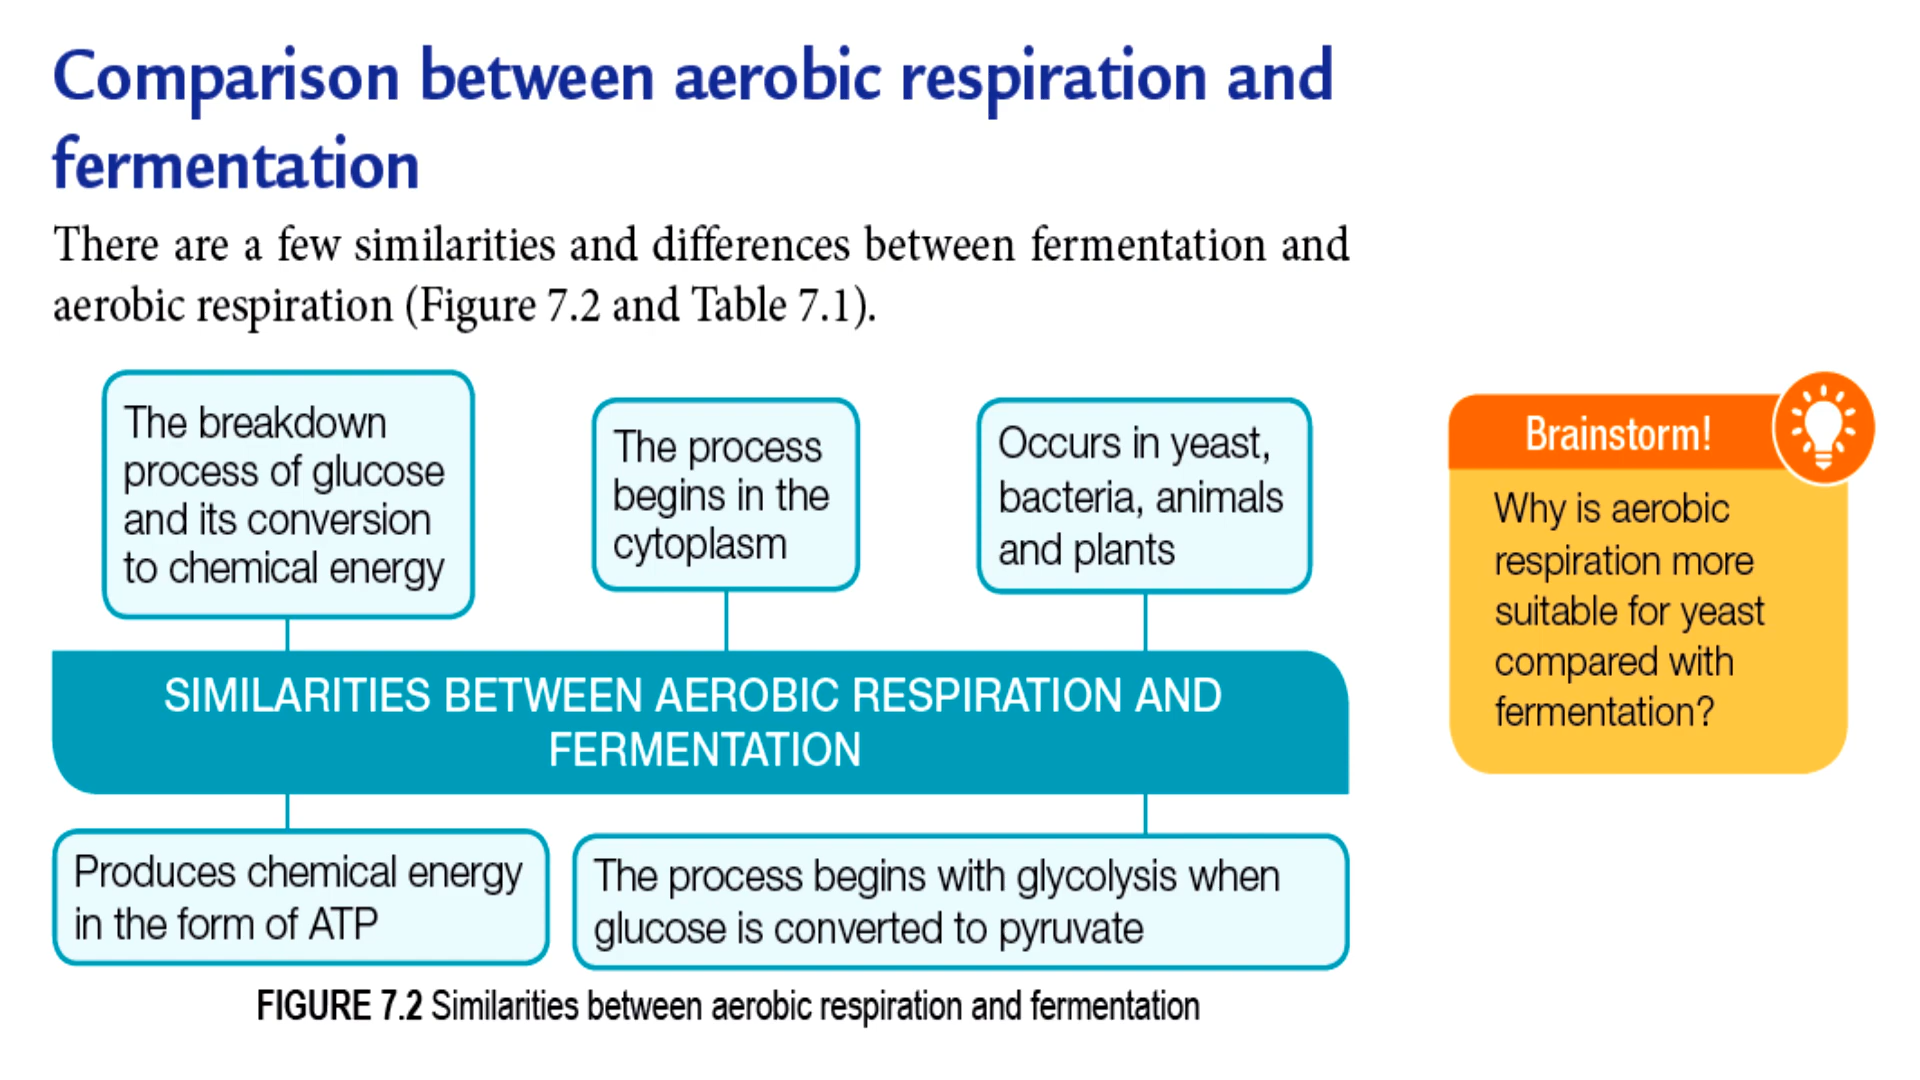 Comparison between aerobic respiration and
fermentation
There are a few similarities and differences between fermentation and
aerobic respiration (Figure 7.2 and Table 7.1).
The breakdown
process of glucose
and its conversion
to chemical energy
The process
begins in the
cytoplasm
Occurs in yeast,
bacteria, animals
and plants
SIMILARITIES BETWEEN AEROBIC RESPIRATION AND
FERMENTATION
Produces chemical energy
in the form of ATP
The process begins with glycolysis when
glucose is converted to pyruvate
FIGURE 7.2 Similarities between aerobic respiration and fermentation
Brainstorm!
Why is aerobic
respiration more
suitable for yeast
compared with
fermentation?